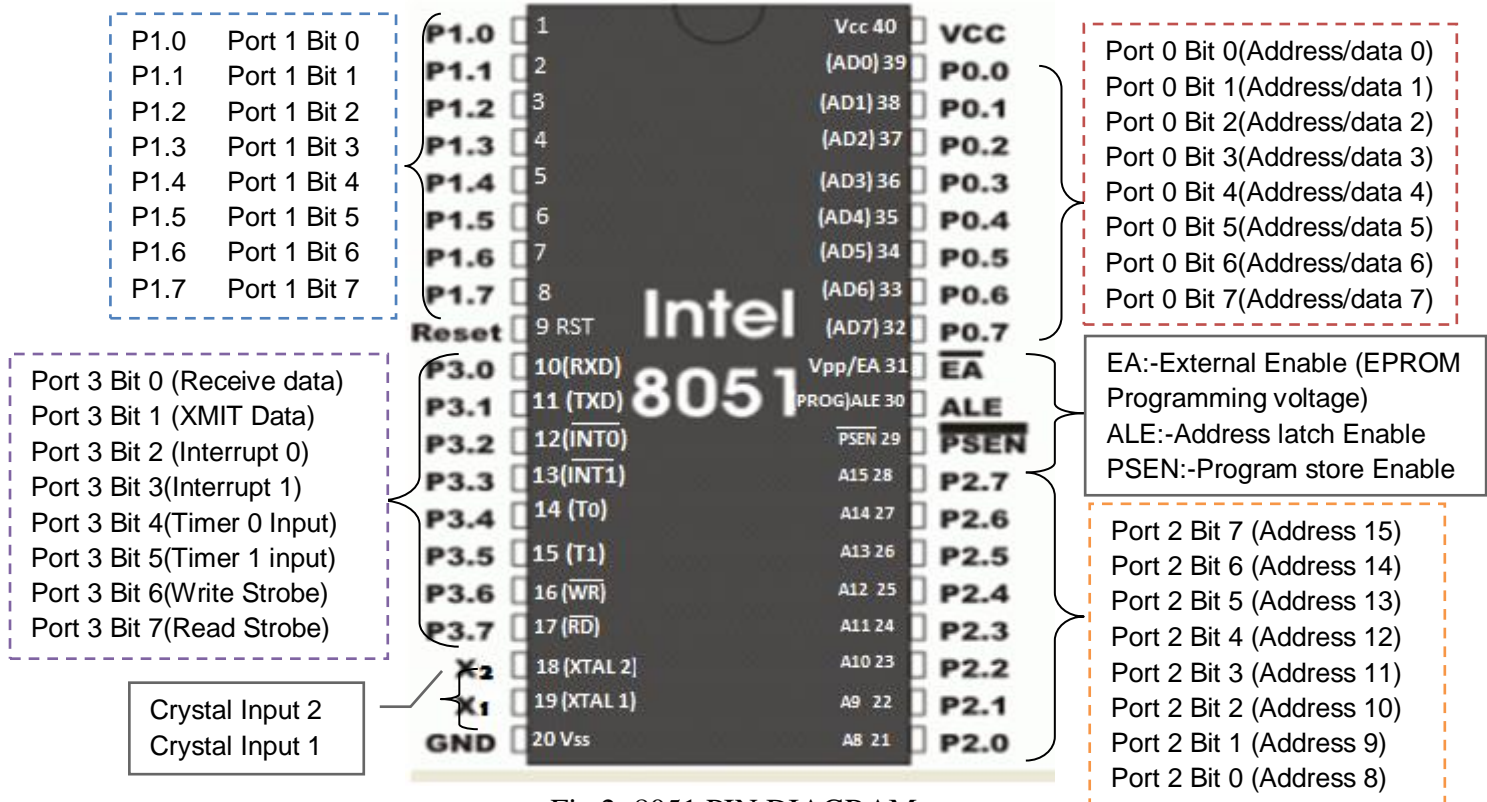 P1.0 Port 1 Bit 0
P1.1 Port 1 Bit 1
P1.2 Port 1 Bit 2
P1.3 Port 1 Bit 3
P1.4 Port 1 Bit 4
P1.5 Port 1 Bit 5
P1.6 Port 1 Bit 6
P1.7 Port 1 Bit 7
Port 3 Bit 0 (Receive data)
Port 3 Bit 1 (XMIT Data)
Port 3 Bit 2 (Interrupt 0)
Port 3 Bit 3(Interrupt 1)
Port 3 Bit 4(Timer 0 Input)
Port 3 Bit 5(Timer 1 input)
Port 3 Bit 6(Write Strobe)
Port 3 Bit 7(Read Strobe)
Crystal Input 2
Crystal Input 1
P1.0 1 Vcc 40 VCC
P1.1 2 (AD0) 39 P0.0
P1.2 3 (AD1) 38 P0.1
P1.3 4 (AD2) 37 P0.2
P1.4 5 (AD3) 36 P0.3
P1.5 6 (AD4) 35 P0.4
P1.6 7 (AD5) 34 P0.5
P1.7 8 (AD6) 33 P0.6
Reset 9 RST (AD7) 32 P0.7
Intel
8051
P3.0 10(RXD) Vpp/EA 31 E̅A̅
P3.1 11 (TXD) PROG)ALE 30 ALE
P3.2 12(I̅N̅T̅0̅) P̅S̅E̅N̅ 29 P̅S̅E̅N̅
P3.3 13(I̅N̅T̅1̅) A15 28 P2.7
P3.4 14 (T0) A14 27 P2.6
P3.5 15 (T1) A13 26 P2.5
P3.6 16 (W̅R̅) A12 25 P2.4
P3.7 17 (R̅D̅) A11 24 P2.3
X2 18 (XTAL 2] A10 23 P2.2
X1 19 (XTAL 1) A9 22 P2.1
GND 20 Vss A8 21 P2.0
Port 0 Bit 0(Address/data 0)
Port 0 Bit 1(Address/data 1)
Port 0 Bit 2(Address/data 2)
Port 0 Bit 3(Address/data 3)
Port 0 Bit 4(Address/data 4)
Port 0 Bit 5(Address/data 5)
Port 0 Bit 6(Address/data 6)
Port 0 Bit 7(Address/data 7)
EA:-External Enable (EPROM
Programming voltage)
ALE:-Address latch Enable
PSEN:-Program store Enable
Port 2 Bit 7 (Address 15)
Port 2 Bit 6 (Address 14)
Port 2 Bit 5 (Address 13)
Port 2 Bit 4 (Address 12)
Port 2 Bit 3 (Address 11)
Port 2 Bit 2 (Address 10)
Port 2 Bit 1 (Address 9)
Port 2 Bit 0 (Address 8)
8051 PIN DIAGRAM